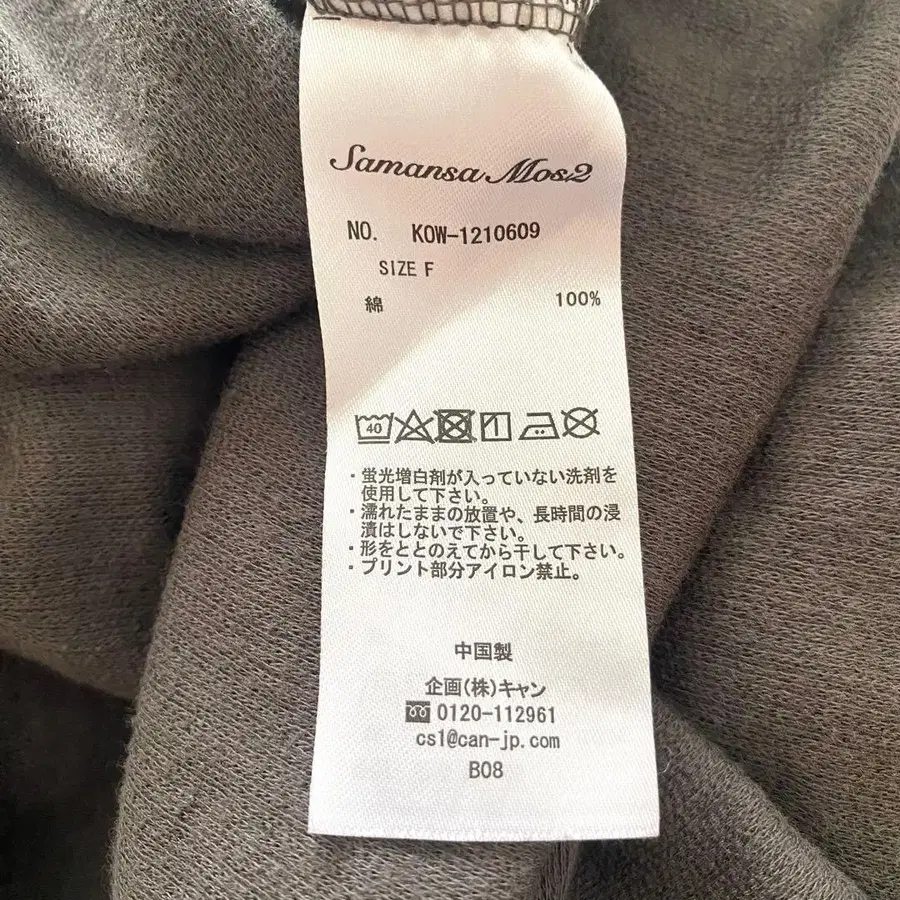 Samansa Mos2
NO. KOW-1210609
SIZE F
綿 100%
40
・蛍光増白剤が入っていない洗剤を
使用して下さい。
・濡れたままの放置や、長時間の浸
漬はしないで下さい。
・形をととのえてから干して下さい。
・プリント部分アイロン禁止。
中国製
企画(株)キャン
0120-112961
cs1@can-jp.com
B08